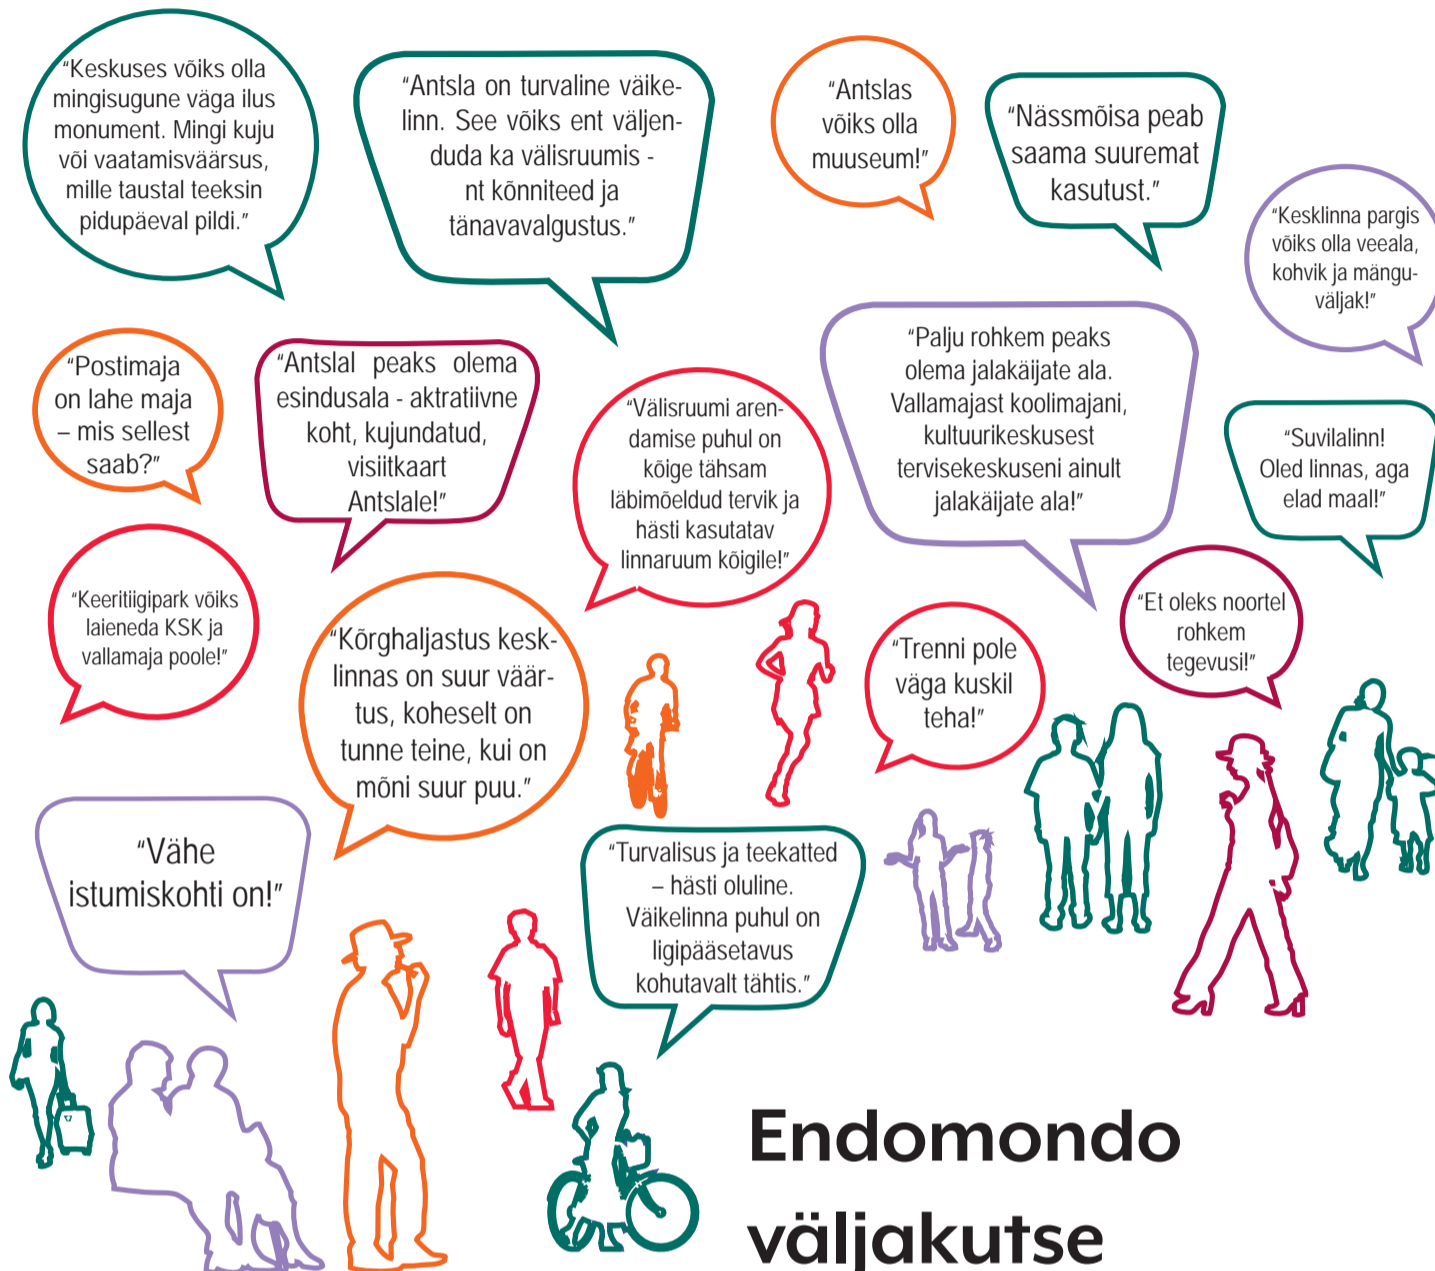 “Keskuses võiks olla
mingisugune väga ilus
monument. Mingi kuju
või vaatamisväärsus,
mille taustal teeksin
pidupäeval pildi.”
“Antsla on turvaline väike-
linn. See võiks ent väljen-
duda ka välisruumis -
nt kõnniteed ja
tänavavalgustus.”
“Antslas
võiks olla
muuseum!”
“Nässmõisa peab
saama suuremat
kasutust.”
“Kesklinna pargis
võiks olla veeala,
kohvik ja mängu-
väljak!”
“Postimaja
on lahe maja
– mis sellest
saab?”
“Antslal peaks olema
esindusala - aktratiivne
koht, kujundatud,
visiitkaart
Antslale!”
“Välisruumi aren-
damise puhul on
kõige tähsam
läbimõeldud tervik ja
hästi kasutatav
linnaruum kõigile!”
“Palju rohkem peaks
olema jalakäijate ala.
Vallamajast koolimajani,
kultuurikeskusest
tervisekeskuseni ainult
jalakäijate ala!”
“Suvilalinn!
Oled linnas, aga
elad maal!”
“Keeritiigipark võiks
laieneda KSK ja
vallamaja poole!”
“Kõrghaljastus kesk-
linnas on suur väär-
tus, koheselt on
tunne teine, kui on
mõni suur puu.”
“Trenni pole
väga kuskil
teha!”
“Et oleks noortel
rohkem
tegevusi!”
“Vähe
istumiskohti on!”
“Turvalisus ja teekatted
– hästi oluline.
Väikelinna puhul on
ligipääsetavus
kohutavalt tähtis.”
Endomondo
väljakutse